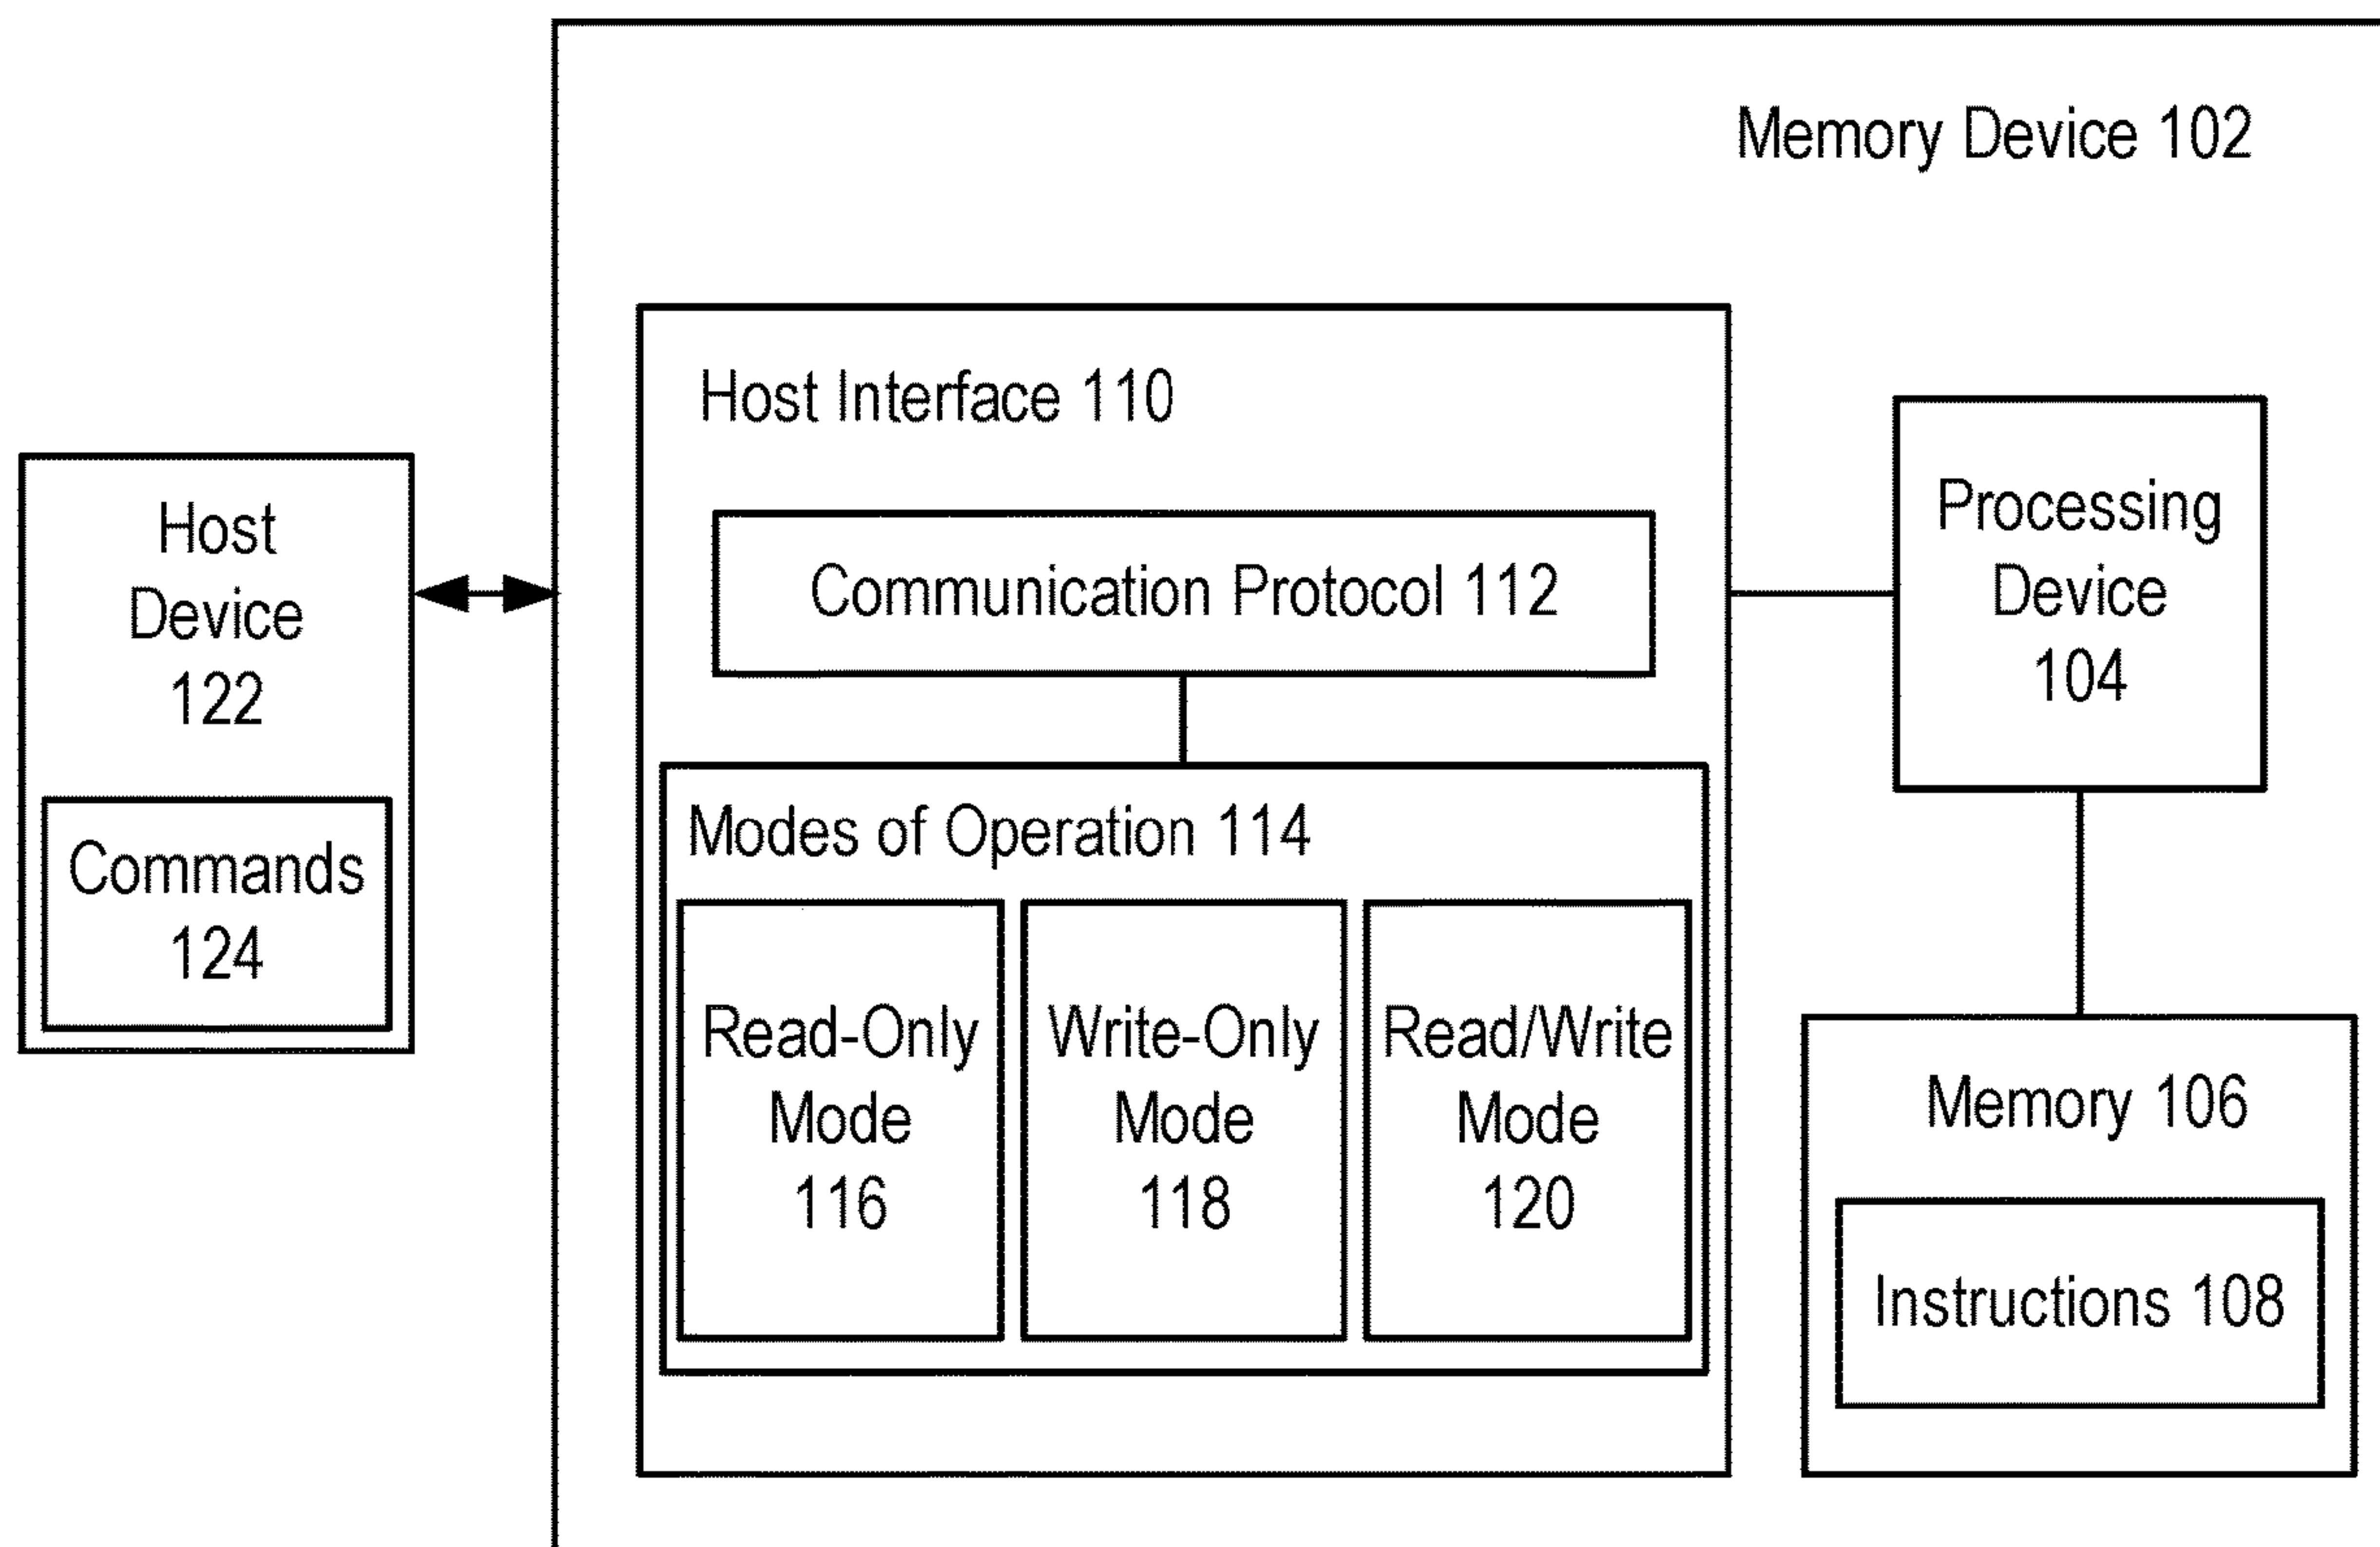 Memory Device 102
Host Interface 110
Communication Protocol 112
Modes of Operation 114
Read-Only
Mode
116
Write-Only
Mode
118
Read/Write
Mode
120
Host
Device
122
Commands
124
Processing
Device
104
Memory 106
Instructions 108